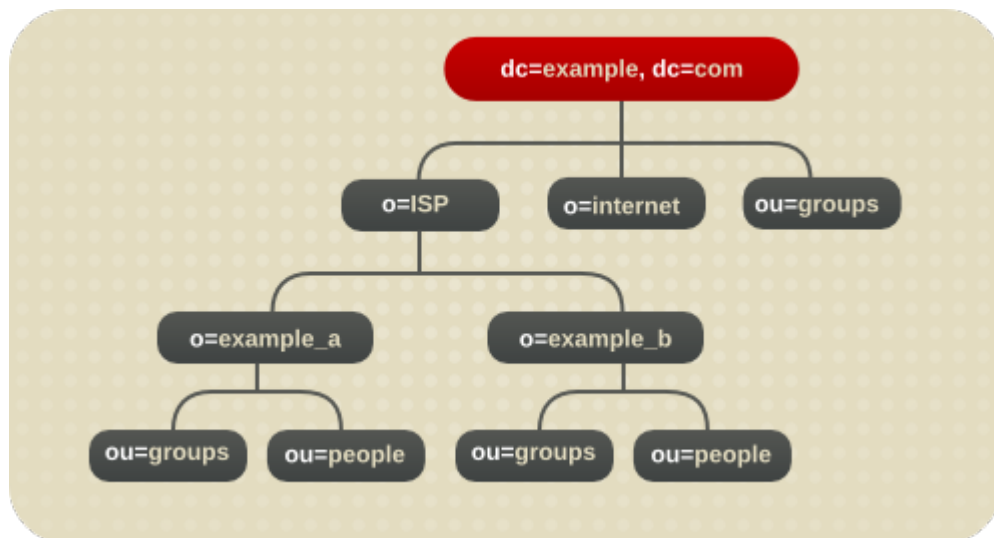 dc=example, dc=com
o=ISP
o=internet
ou=groups
o=example_a
o=example_b
ou=groups
ou=people
ou=groups
ou=people